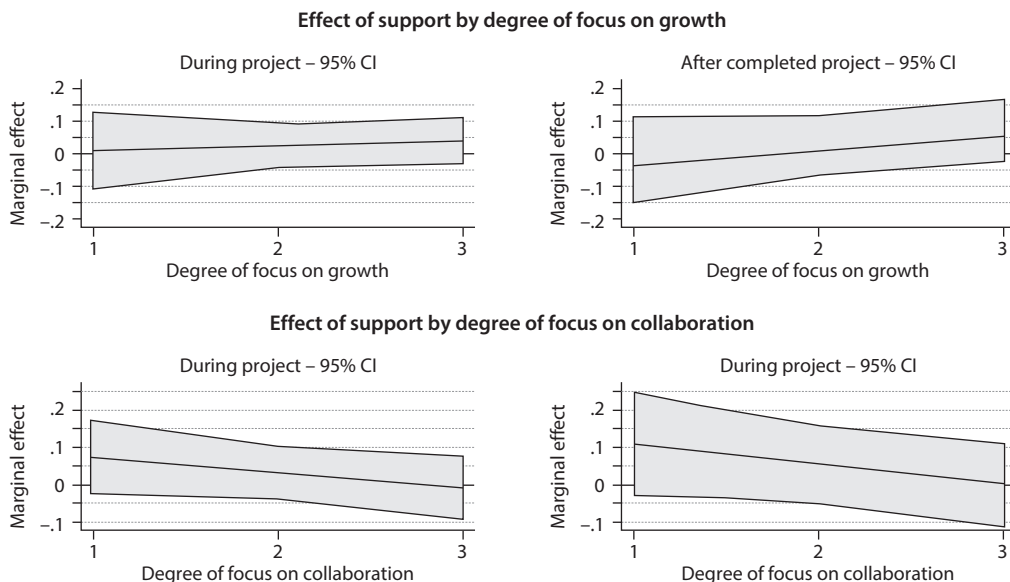 Effect of support by degree of focus on growth
During project – 95% CI
After completed project – 95% CI
Marginal effect
.2
.1
0
–.1
–.2
1
2
3
Degree of focus on growth
Marginal effect
.2
.1
0
–.1
–.2
1
2
3
Degree of focus on growth
Effect of support by degree of focus on collaboration
During project – 95% CI
During project – 95% CI
Marginal effect
.2
.1
0
–.1
1
2
3
Degree of focus on collaboration
Marginal effect
.2
.1
0
–.1
1
2
3
Degree of focus on collaboration